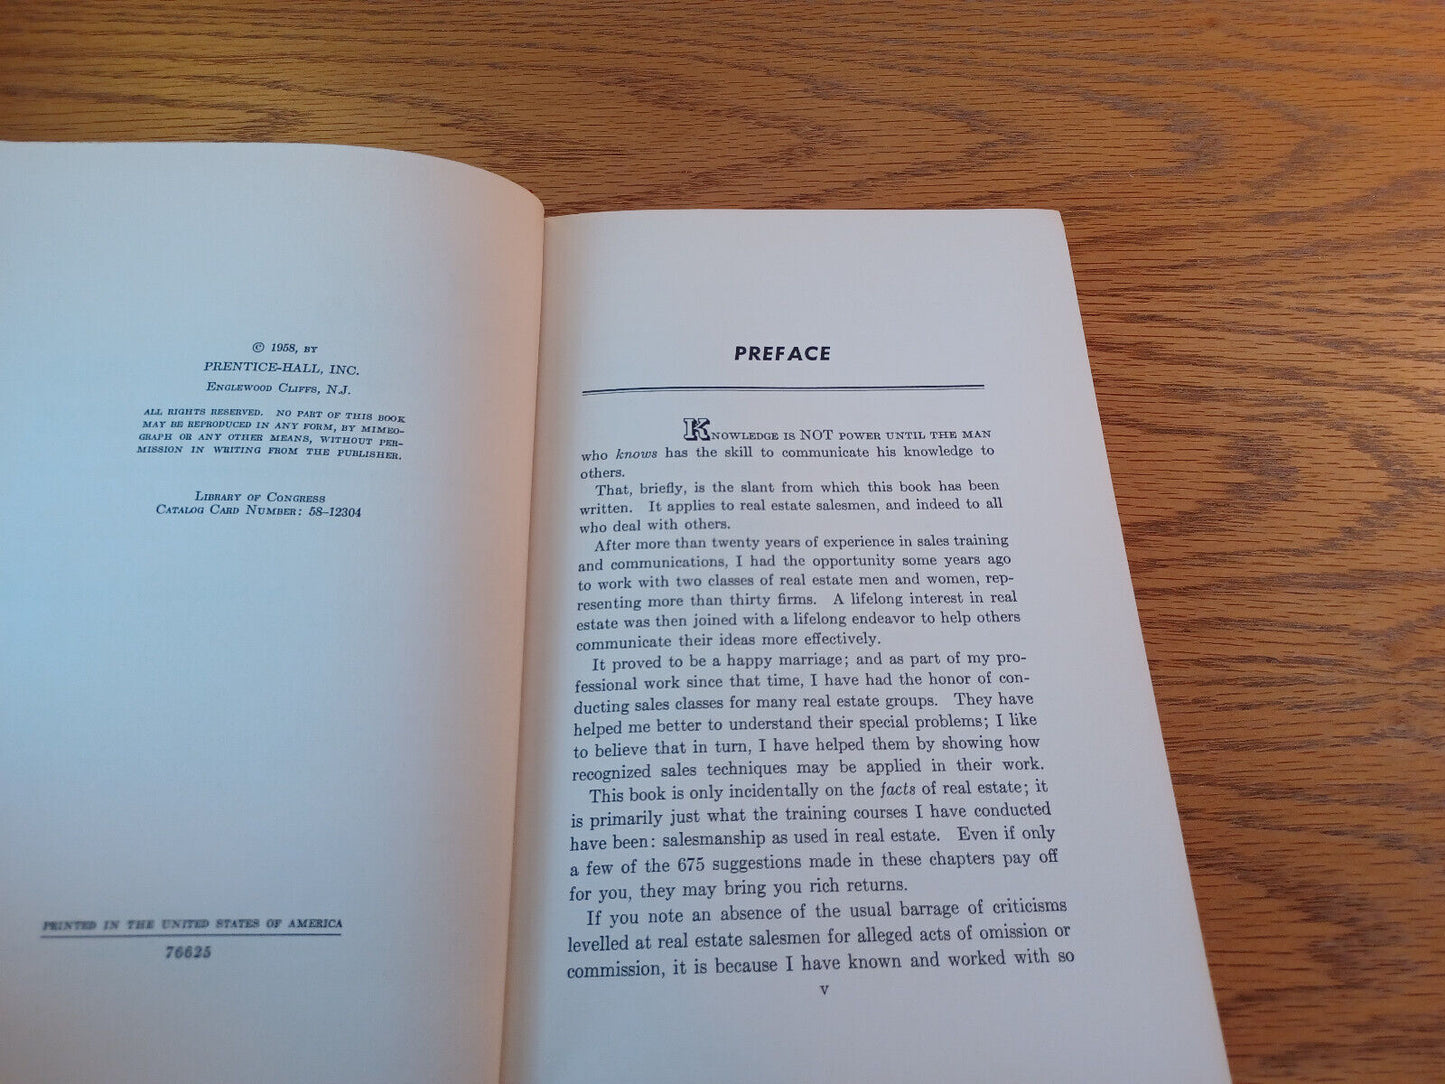 © 1958, BY
PRENTICE-HALL, INC.
ENGLEWOOD CLIFFS, N.J.
ALL RIGHTS RESERVED. NO PART OF THIS BOOK
MAY BE REPRODUCED IN ANY FORM, BY MIMEO-
GRAPH OR ANY OTHER MEANS, WITHOUT PER-
MISSION IN WRITING FROM THE PUBLISHER.
LIBRARY OF CONGRESS
CATALOG CARD NUMBER: 58–12304
PRINTED IN THE UNITED STATES OF AMERICA
76625
PREFACE
KNOWLEDGE IS NOT POWER UNTIL THE MAN
who knows has the skill to communicate his knowledge to
others.
That, briefly, is the slant from which this book has been
written. It applies to real estate salesmen, and indeed to all
who deal with others.
After more than twenty years of experience in sales training
and communications, I had the opportunity some years ago
to work with two classes of real estate men and women, rep-
resenting more than thirty firms. A lifelong interest in real
estate was then joined with a lifelong endeavor to help others
communicate their ideas more effectively.
It proved to be a happy marriage; and as part of my pro-
fessional work since that time, I have had the honor of con-
ducting sales classes for many real estate groups. They have
helped me better to understand their special problems; I like
to believe that in turn, I have helped them by showing how
recognized sales techniques may be applied in their work.
This book is only incidentally on the facts of real estate; it
is primarily just what the training courses I have conducted
have been: salesmanship as used in real estate. Even if only
a few of the 675 suggestions made in these chapters pay off
for you, they may bring you rich returns.
If you note an absence of the usual barrage of criticisms
levelled at real estate salesmen for alleged acts of omission or
commission, it is because I have known and worked with so
v